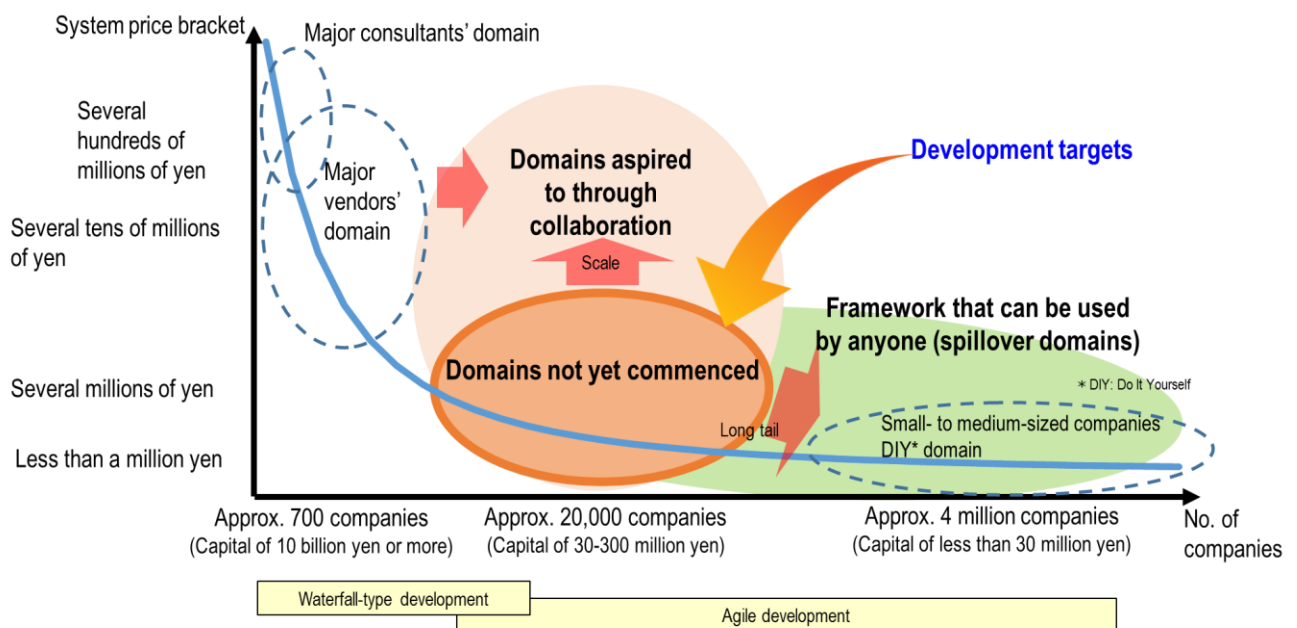 System price bracket
Major consultants’ domain
Several
hundreds of
millions of yen
Major
vendors’
domain
Domains aspired
to through
collaboration
Development targets
Several tens of millions
of yen
Scale
Framework that can be used
by anyone (spillover domains)
Several millions of yen
Domains not yet commenced
* DIY: Do It Yourself
Long tail
Small- to medium-sized companies
DIY* domain
Less than a million yen
Approx. 700 companies
(Capital of 10 billion yen or more)
Approx. 20,000 companies
(Capital of 30-300 million yen)
Approx. 4 million companies
(Capital of less than 30 million yen)
No. of
companies
Waterfall-type development
Agile development